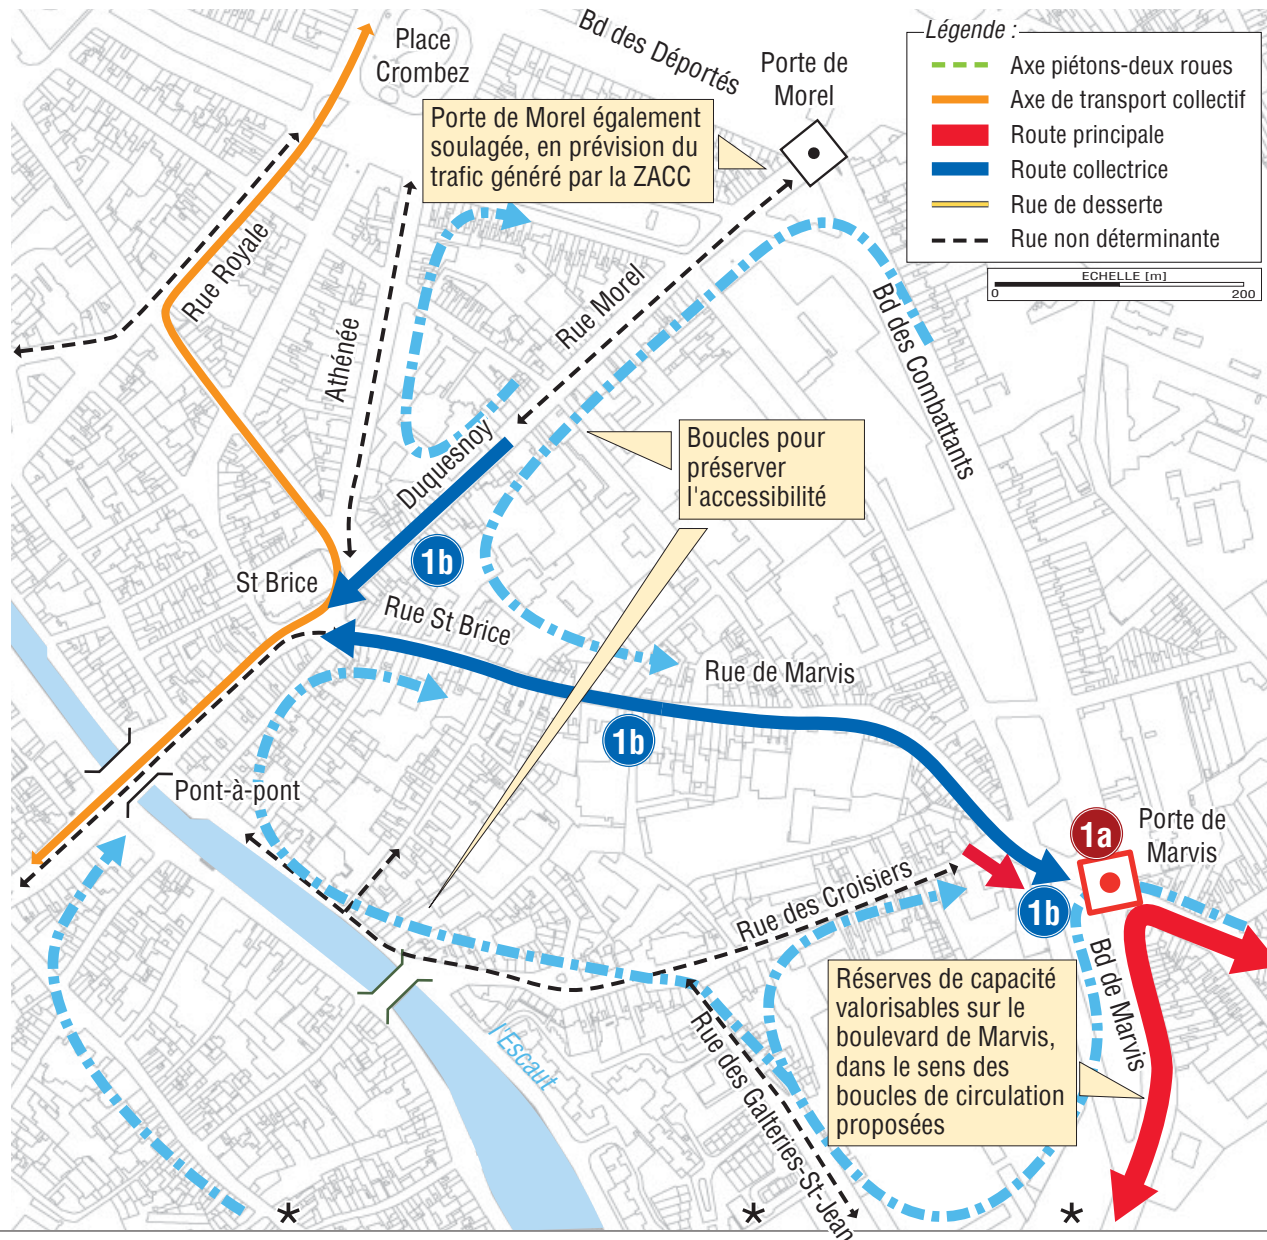 Place
Crombez
Bd des Déportés
Porte de
Morel
Légende :
Axe piétons-deux roues
Axe de transport collectif
Route principale
Route collectrice
Rue de desserte
Rue non déterminante
ECHELLE [m]
0
200
Porte de Morel également
soulagée, en prévision du
trafic généré par la ZACC
Rue Royale
Athénée
Rue Morel
Bd des Combattants
Duquesnoy
Boucles pour
préserver
l'accessibilité
1b
St Brice
Rue St Brice
Rue de Marvis
1b
Pont-à-pont
1a
Porte de
Marvis
1b
Rue des Croisiers
Bd de Marvis
Réserves de capacité
valorisables sur le
boulevard de Marvis,
dans le sens des
boucles de circulation
proposées
l'Escaut
Rue des Galteries-St-Jean
* * *